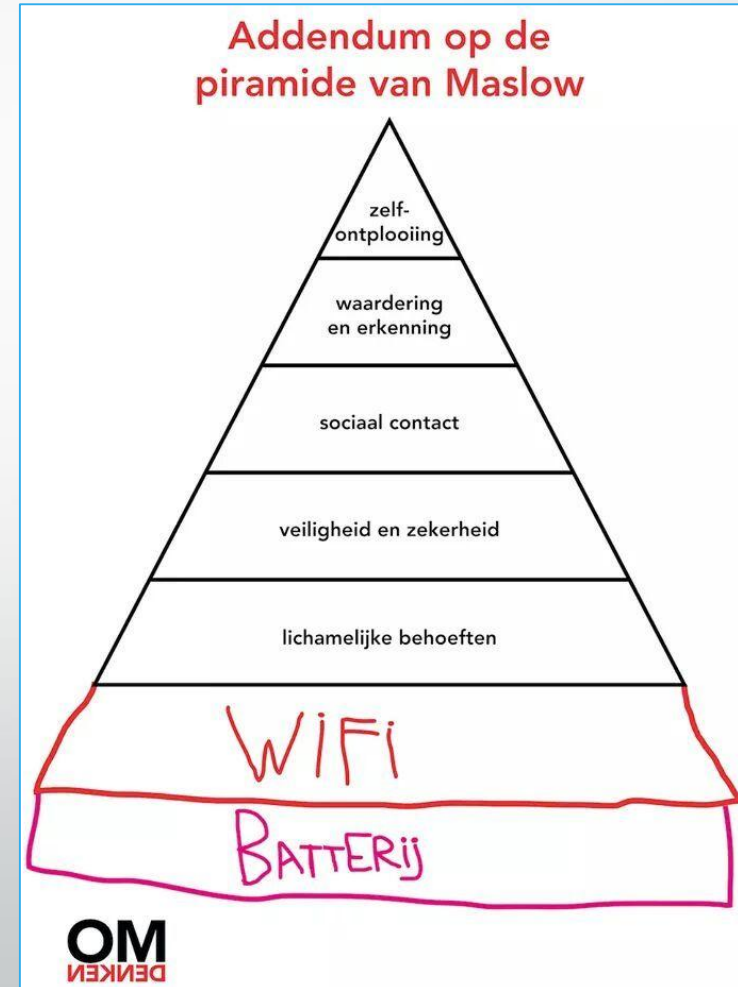 Addendum op de
piramide van Maslow
zelf-
ontplooiing
waardering
en erkenning
sociaal contact
veiligheid en zekerheid
lichamelijke behoeften
WiFi
BATTERij
OM
DENKEN